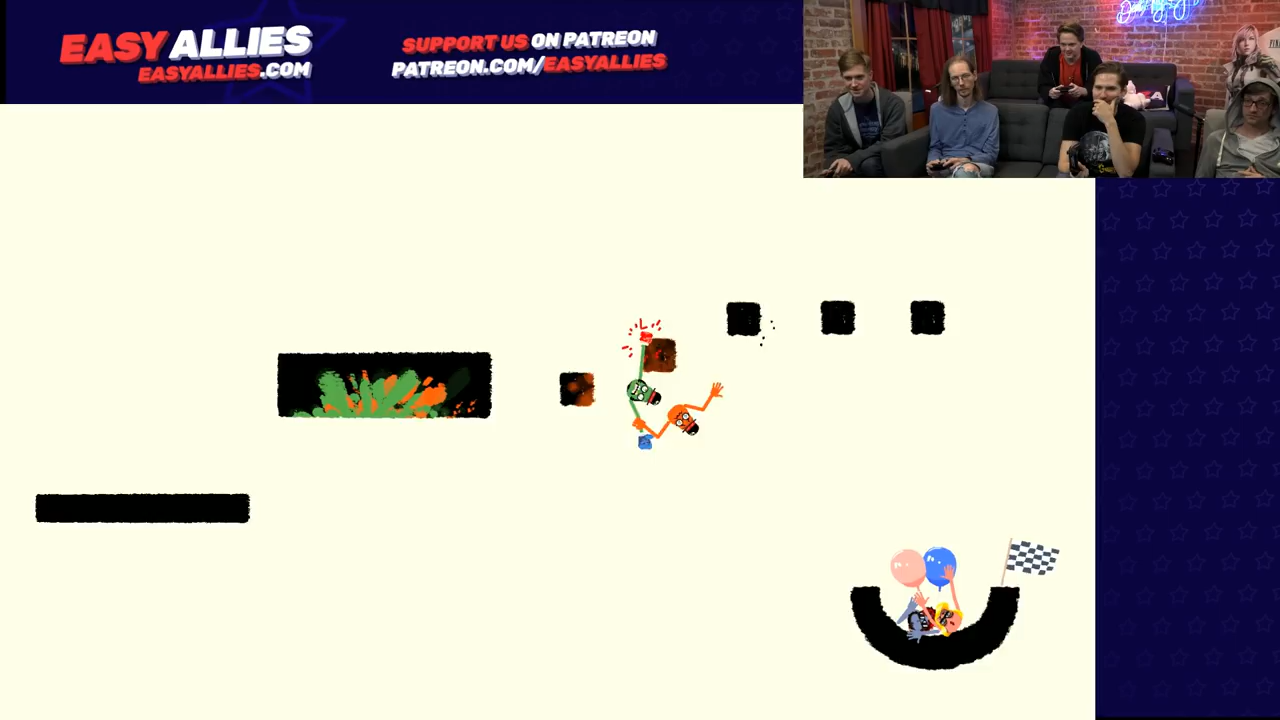 EASY ALLIES
EASYALLIES.COM
SUPPORT US ON PATREON
PATREON.COM/EASYALLIES